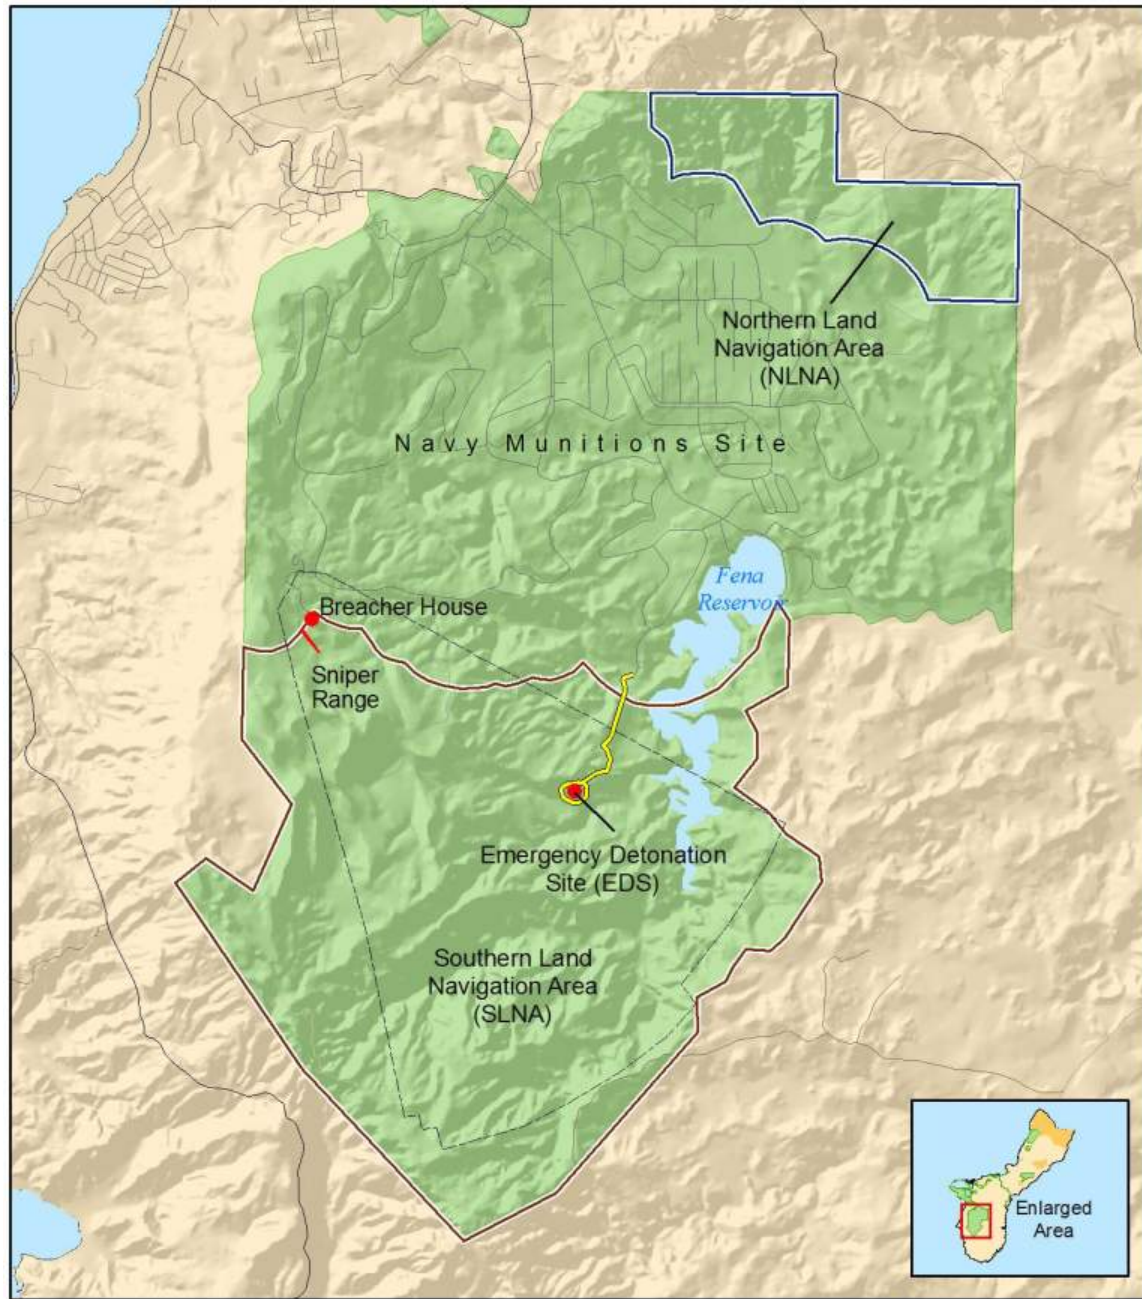 Northern Land
Navigation Area
(NLNA)
Navy Munitions Site
Fena
Reservoir
Breacher House
Sniper
Range
Emergency Detonation
Site (EDS)
Southern Land
Navigation Area
(SLNA)
Enlarged
Area